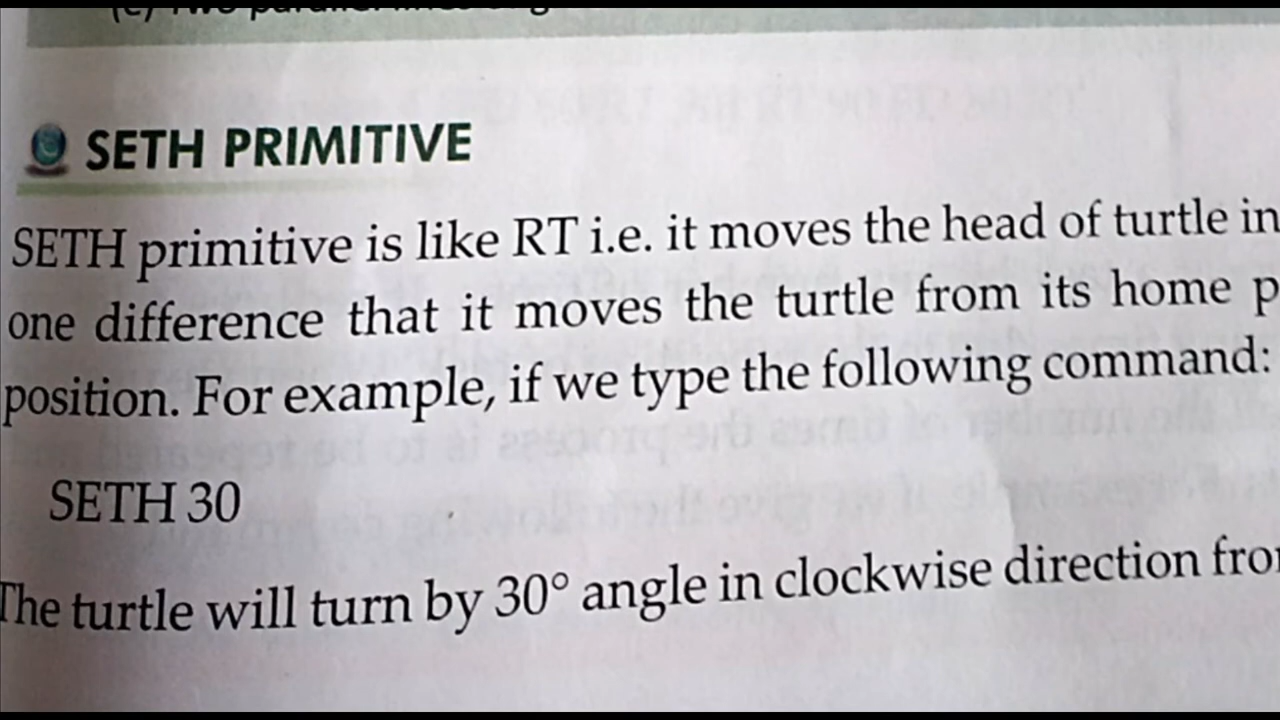 SETH PRIMITIVE
SETH primitive is like RT i.e. it moves the head of turtle in
one difference that it moves the turtle from its home p
position. For example, if we type the following command:
SETH 30
The turtle will turn by 30° angle in clockwise direction fro